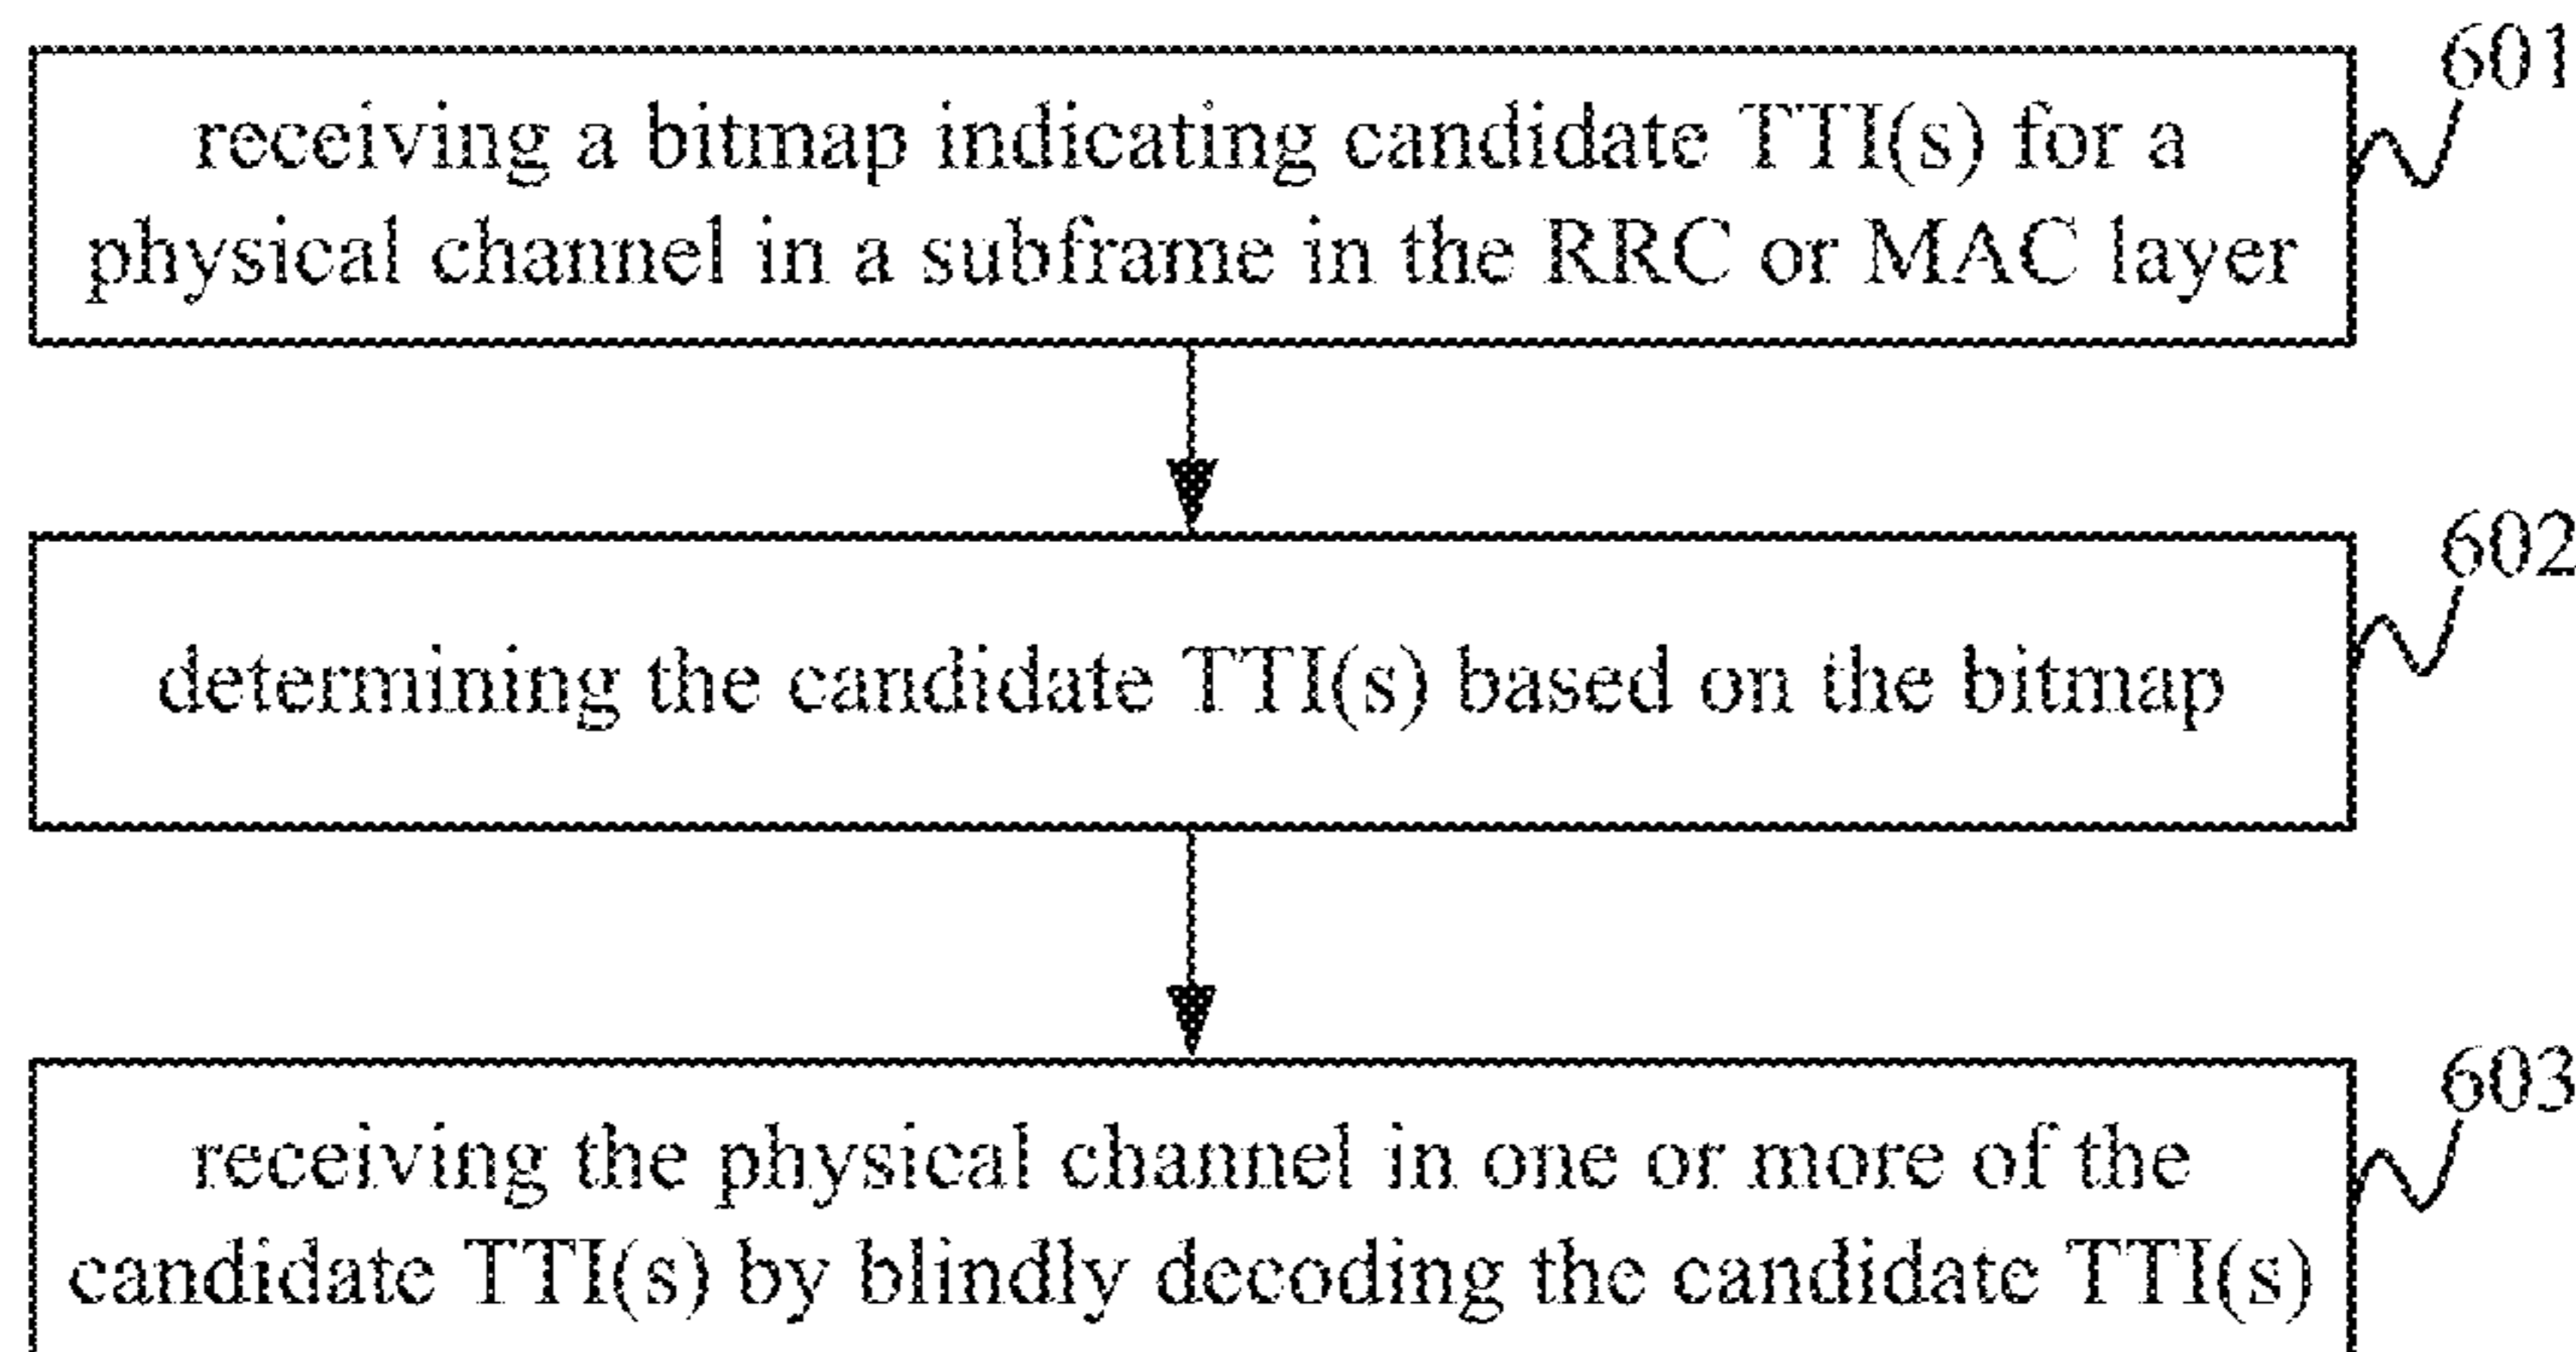 601
receiving a bitmap indicating candidate TTI(s) for a
physical channel in a subframe in the RRC or MAC layer
602
determining the candidate TTI(s) based on the bitmap
603
receiving the physical channel in one or more of the
candidate TTI(s) by blindly decoding the candidate TTI(s)